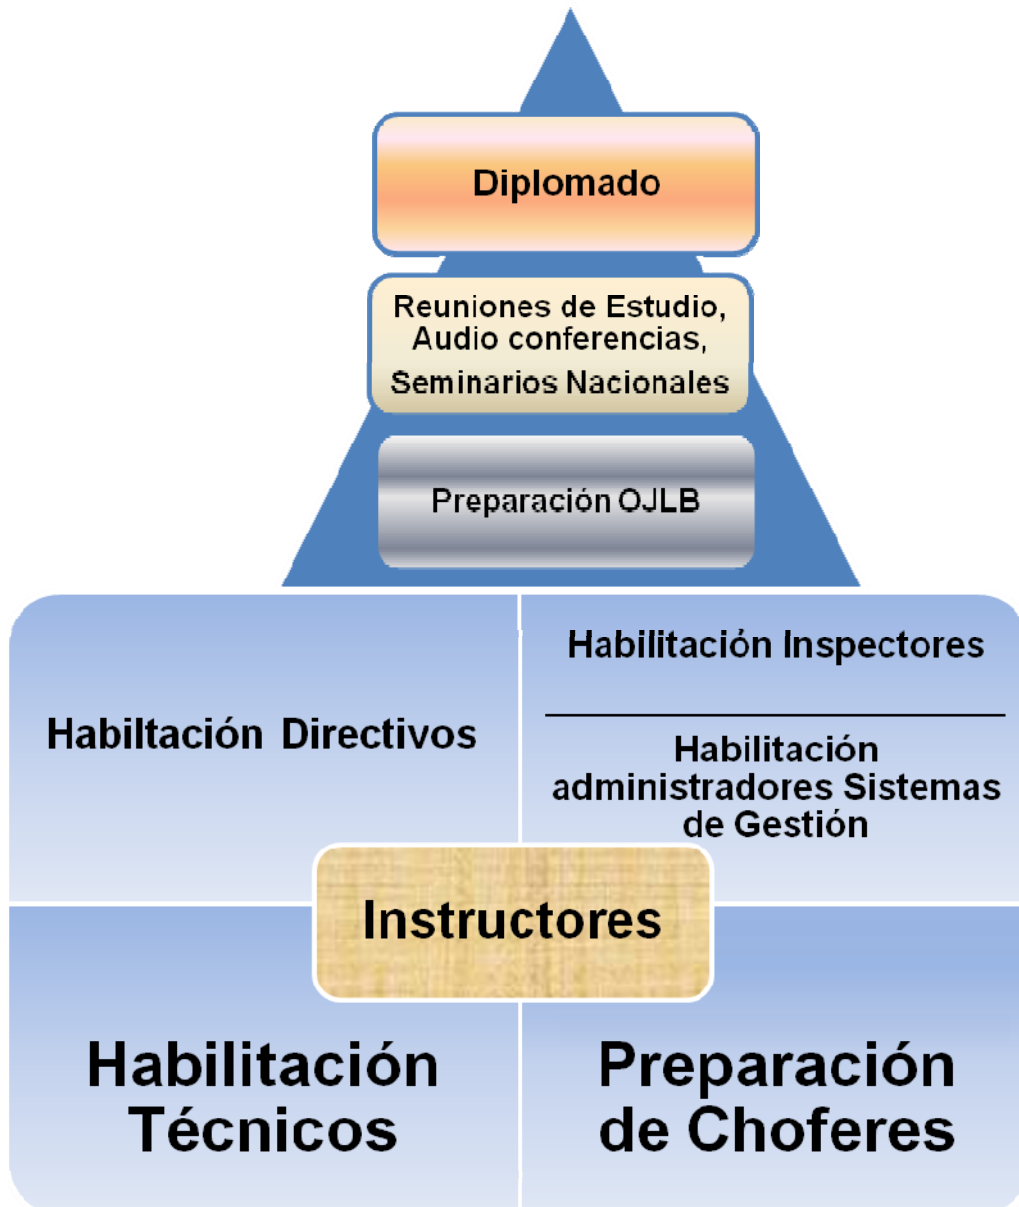 Diplomado
Reuniones de Estudio,
Audio conferencias,
Seminarios Nacionales
Preparación OJLB
Habiltación Directivos
Habilitación Inspectores
Habilitación
administradores Sistemas
de Gestión
Instructores
Habilitación
Técnicos
Preparación
de Choferes